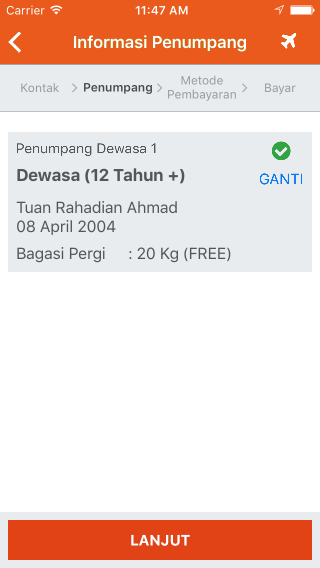 Carrier 11:47 AM
Informasi Penumpang
Kontak Penumpang Metode Pembayaran Bayar
Penumpang Dewasa 1
Dewasa (12 Tahun +)
GANTI
Tuan Rahadian Ahmad
08 April 2004
Bagasi Pergi : 20 Kg (FREE)
LANJUT